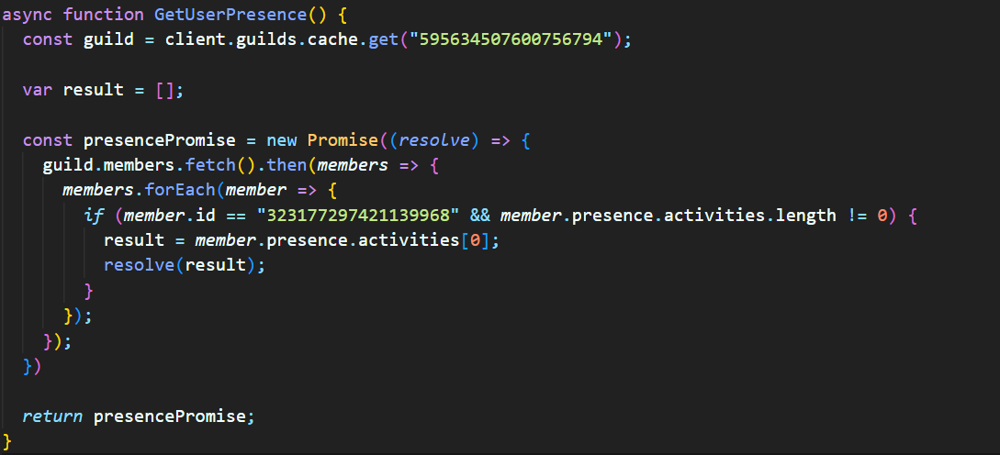 async function GetUserPresence() {
const guild = client.guilds.cache.get("595634507600756794");
var result = [];
const presencePromise = new Promise((resolve) => {
guild.members.fetch().then(members => {
members.forEach(member => {
if (member.id == "323177297421139968" && member.presence.activities.length != 0) {
result = member.presence.activities[0];
resolve(result);
}
});
});
})
return presencePromise;
}